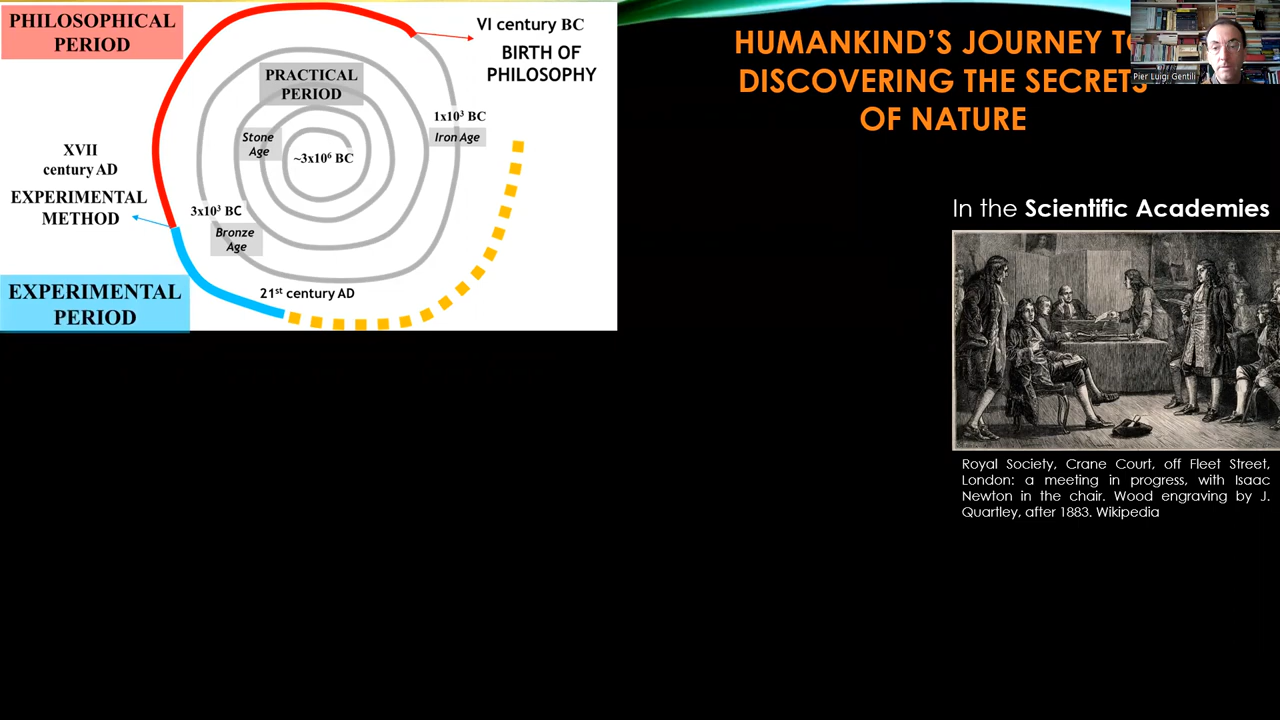 PHILOSOPHICAL
PERIOD
VI century BC
BIRTH OF
PHILOSOPHY
PRACTICAL
PERIOD
1x10³ BC
Iron Age
Stone
Age
~3x10⁶ BC
XVII
century AD
EXPERIMENTAL
METHOD
3x10³ BC
Bronze
Age
EXPERIMENTAL
PERIOD
21st century AD
HUMANKIND'S JOURNEY TO
DISCOVERING THE SECRETS
OF NATURE
Pier Luigi Gentili
In the Scientific Academies
Royal Society, Crane Court, off Fleet Street,
London: a meeting in progress, with Isaac
Newton in the chair. Wood engraving by J.
Quartley, after 1883. Wikipedia